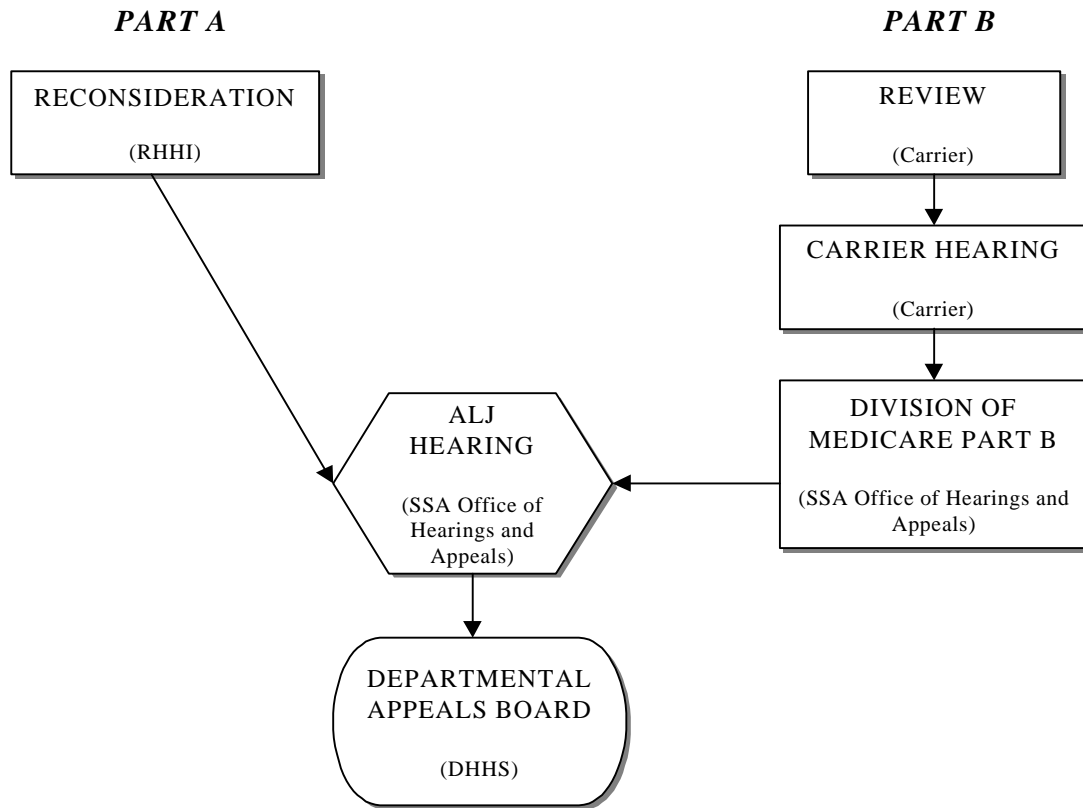 PART A
PART B
RECONSIDERATION
(RHHI)
REVIEW
(Carrier)
CARRIER HEARING
(Carrier)
DIVISION OF
MEDICARE PART B
(SSA Office of Hearings and
Appeals)
ALJ
HEARING
(SSA Office of
Hearings and
Appeals)
DEPARTMENTAL
APPEALS BOARD
(DHHS)